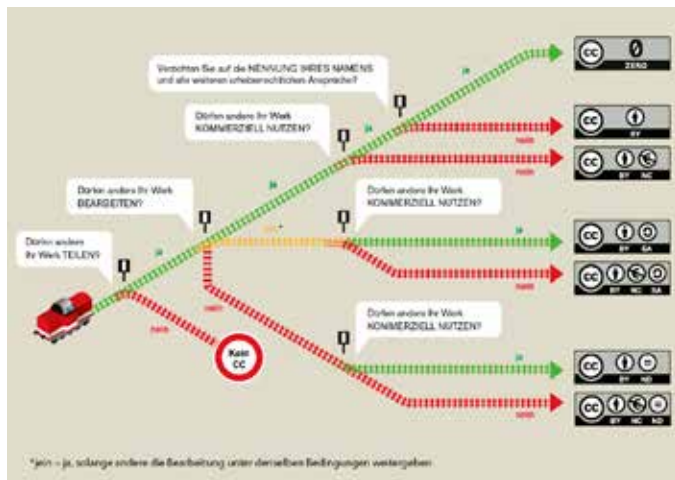 Verzichten Sie auf die NENNUNG IHRES NAMENS
und alle weiteren urheberrechtlichen Ansprüche?
ja
cc 0
ZERO
Dürfen andere Ihr Werk
KOMMERZIELL NUTZEN?
ja
nein
cc
BY
nein
cc
BY NC
Dürfen andere Ihr Werk
BEARBEITEN?
ja
Dürfen andere Ihr Werk
KOMMERZIELL NUTZEN?
jein*
ja
cc
BY SA
Dürfen andere
Ihr Werk TEILEN?
ja
nein
cc
BY NC SA
nein
nein
Kein
CC
Dürfen andere Ihr Werk
KOMMERZIELL NUTZEN?
ja
cc
BY ND
nein
cc
BY NC ND
*jein – ja, solange andere die Bearbeitung unter denselben Bedingungen weitergeben